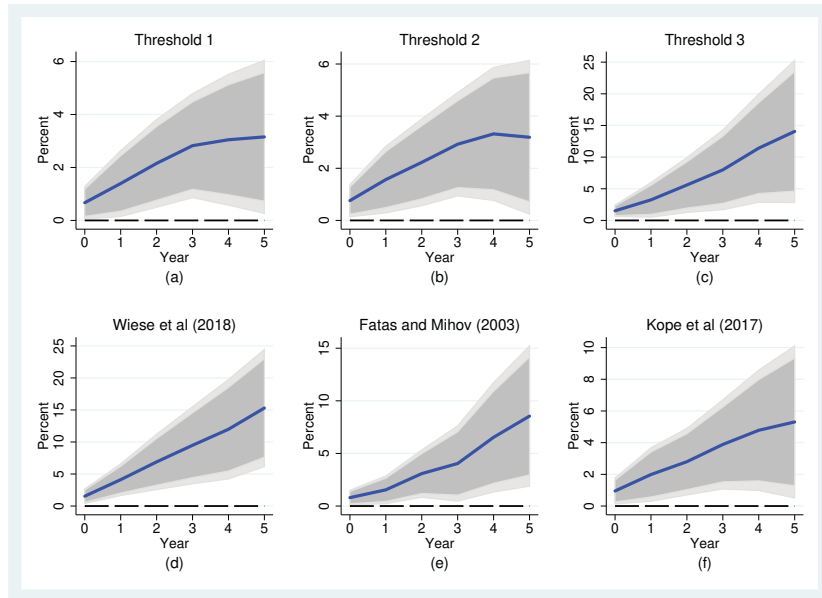 Threshold 1
Percent
0 2 4 6
0 1 2 3 4 5
Year
(a)
Threshold 2
Percent
0 2 4 6
0 1 2 3 4 5
Year
(b)
Threshold 3
Percent
0 5 10 15 20 25
0 1 2 3 4 5
Year
(c)
Wiese et al (2018)
Percent
0 5 10 15 20 25
0 1 2 3 4 5
Year
(d)
Fatas and Mihov (2003)
Percent
0 5 10 15
0 1 2 3 4 5
Year
(e)
Kope et al (2017)
Percent
0 2 4 6 8 10
0 1 2 3 4 5
Year
(f)